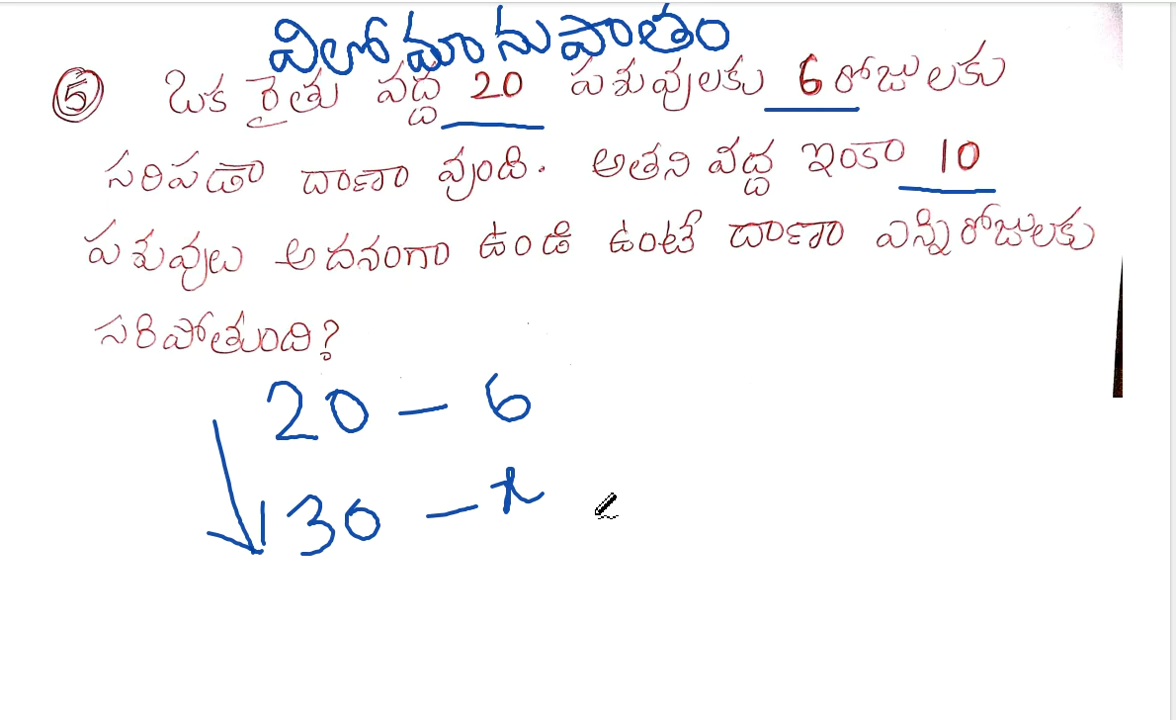 విలోమానుపాతం
⑤ ఒక రైతు వద్ద 20 పశువులకు 6 రోజులకు
సరిపడా దాణా వుంది. అతని వద్ద ఇంకా 10
పశువులు అదనంగా ఉండి ఉంటే దాణా ఎన్నిరోజులకు
సరిపోతుంది?
20 – 6
30 – x